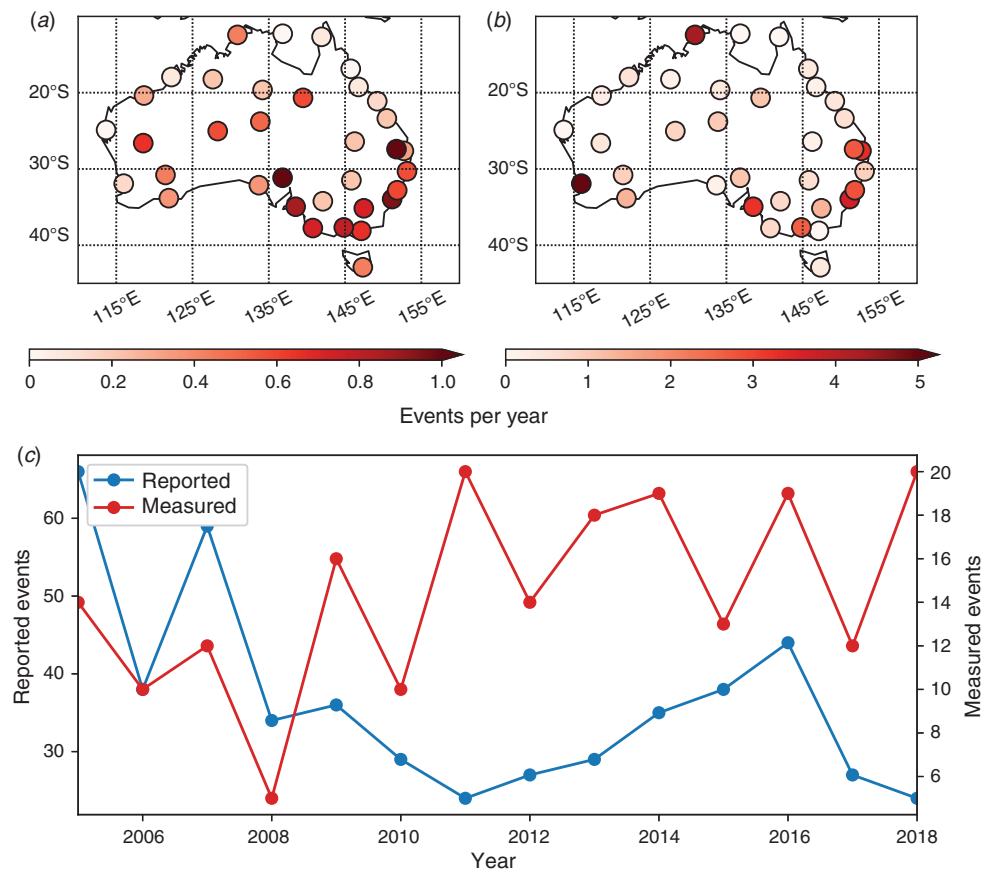 (a)
(b)
20°S
30°S
40°S
20°S
30°S
40°S
115°E 125°E 135°E 145°E 155°E
115°E 125°E 135°E 145°E 155°E
0 0.2 0.4 0.6 0.8 1.0
0 1 2 3 4 5
Events per year
(c)
Reported
Measured
Reported events
60
50
40
30
20
18
16
14
12
10
8
6
Measured events
2006 2008 2010 2012 2014 2016 2018
Year